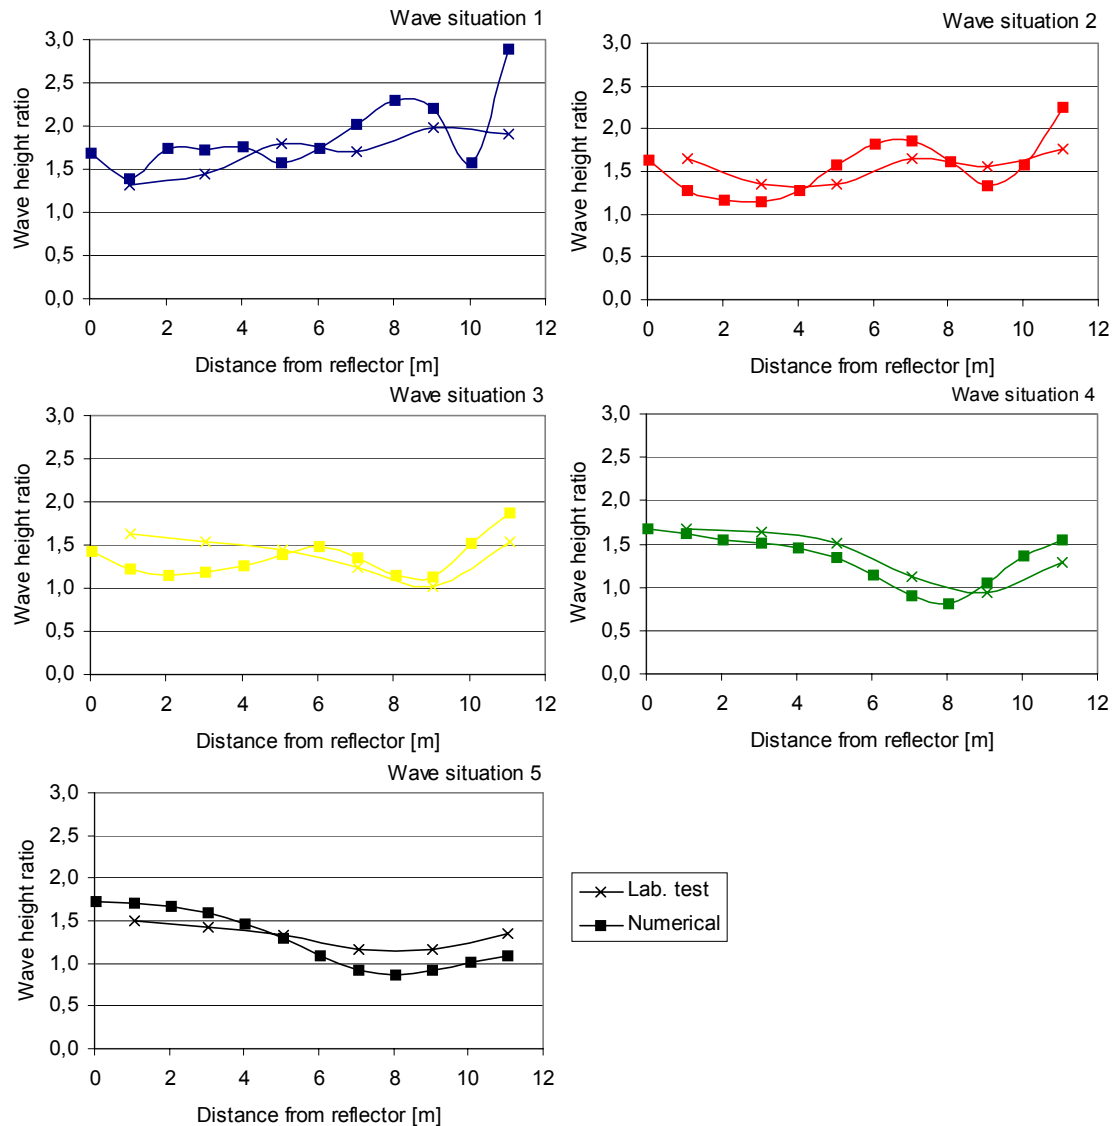 Wave situation 1
3,0
2,5
2,0
1,5
1,0
0,5
0,0
Wave height ratio
0 2 4 6 8 10 12
Distance from reflector [m]
Wave situation 2
3,0
2,5
2,0
1,5
1,0
0,5
0,0
Wave height ratio
0 2 4 6 8 10 12
Distance from reflector [m]
Wave situation 3
3,0
2,5
2,0
1,5
1,0
0,5
0,0
Wave height ratio
0 2 4 6 8 10 12
Distance from reflector [m]
Wave situation 4
3,0
2,5
2,0
1,5
1,0
0,5
0,0
Wave height ratio
0 2 4 6 8 10 12
Distance from reflector [m]
Wave situation 5
3,0
2,5
2,0
1,5
1,0
0,5
0,0
Wave height ratio
0 2 4 6 8 10 12
Distance from reflector [m]
Lab. test
Numerical